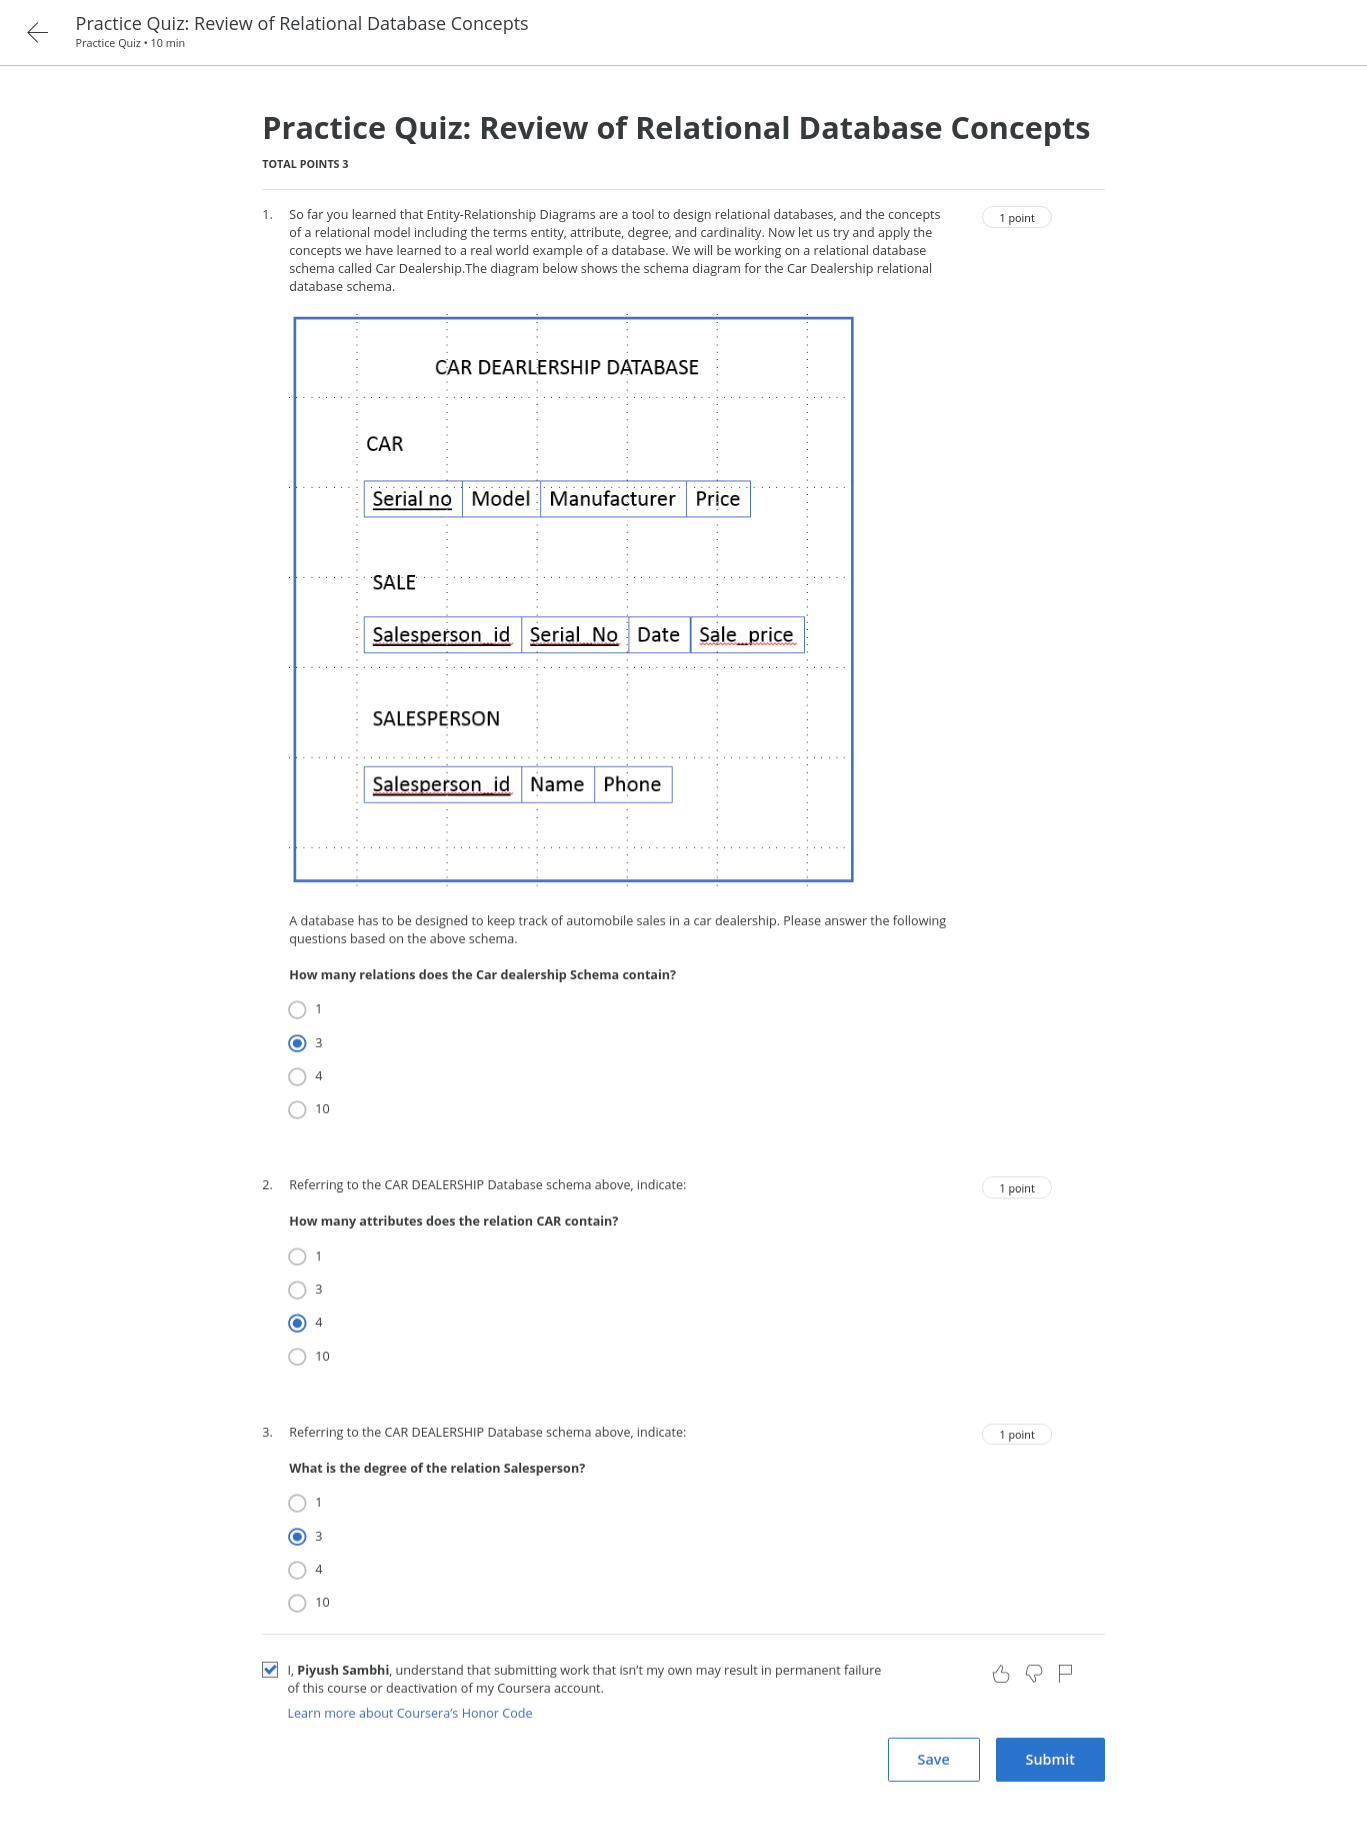 Practice Quiz: Review of Relational Database Concepts
Practice Quiz • 10 min
Practice Quiz: Review of Relational Database Concepts
TOTAL POINTS 3
1. So far you learned that Entity-Relationship Diagrams are a tool to design relational databases, and the concepts
1 point
of a relational model including the terms entity, attribute, degree, and cardinality. Now let us try and apply the
concepts we have learned to a real world example of a database. We will be working on a relational database
schema called Car Dealership.The diagram below shows the schema diagram for the Car Dealership relational
database schema.
CAR DEARLERSHIP DATABASE
CAR
Serial no Model Manufacturer Price
SALE
Salesperson_id Serial_No Date Sale_price
SALESPERSON
Salesperson_id Name Phone
A database has to be designed to keep track of automobile sales in a car dealership. Please answer the following
questions based on the above schema.
How many relations does the Car dealership Schema contain?
1
3
4
10
2. Referring to the CAR DEALERSHIP Database schema above, indicate:
1 point
How many attributes does the relation CAR contain?
1
3
4
10
3. Referring to the CAR DEALERSHIP Database schema above, indicate:
1 point
What is the degree of the relation Salesperson?
1
3
4
10
I, Piyush Sambhi, understand that submitting work that isn’t my own may result in permanent failure
of this course or deactivation of my Coursera account.
Learn more about Coursera’s Honor Code
Save
Submit